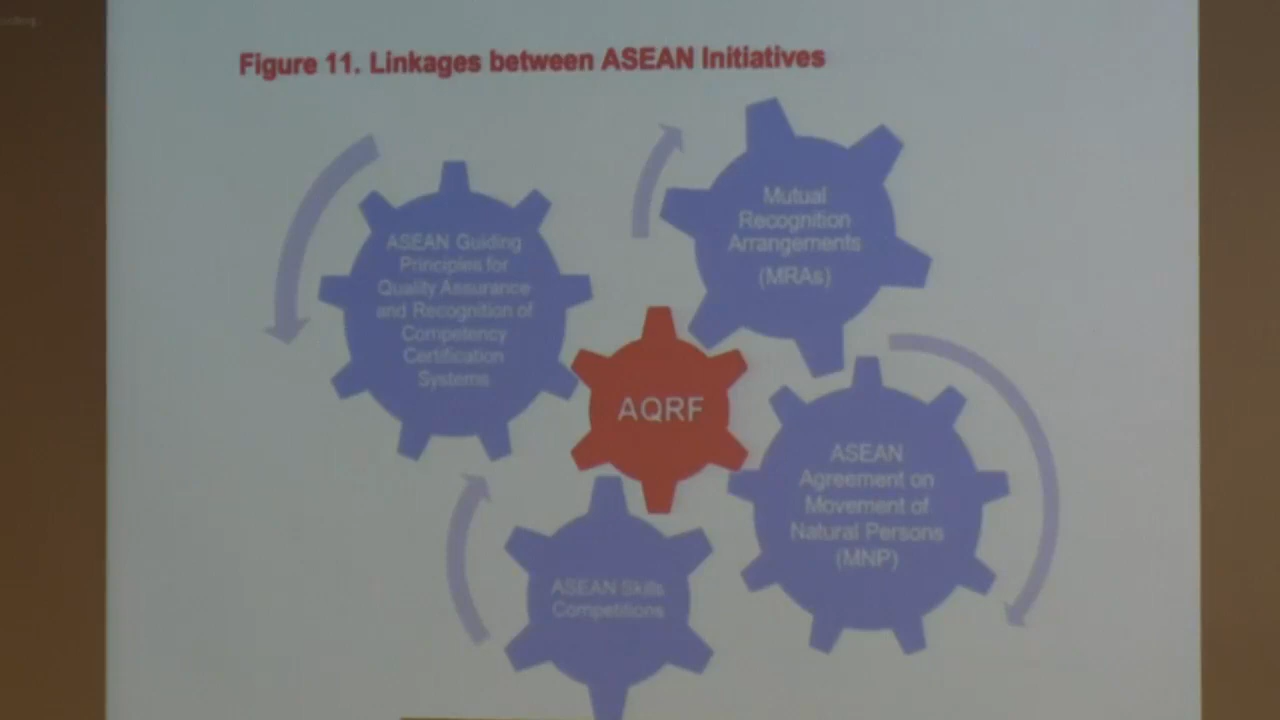 Figure 11. Linkages between ASEAN Initiatives
ASEAN Guiding
Principles for
Quality Assurance
and Recognition of
Competency
Certification
Systems
Mutual
Recognition
Arrangements
(MRAs)
AQRF
ASEAN
Agreement on
Movement of
Natural Persons
(MNP)
ASEAN Skills
Competitions